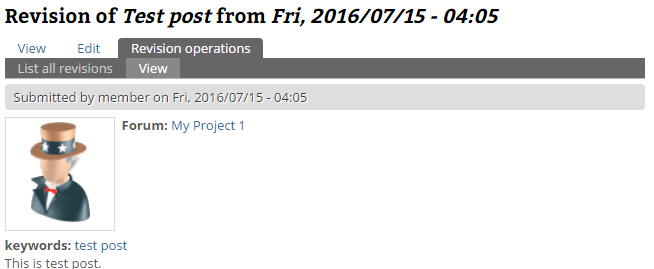 Revision of Test post from Fri, 2016/07/15 - 04:05
View Edit Revision operations
List all revisions View
Submitted by member on Fri, 2016/07/15 - 04:05
Forum: My Project 1
keywords: test post
This is test post.